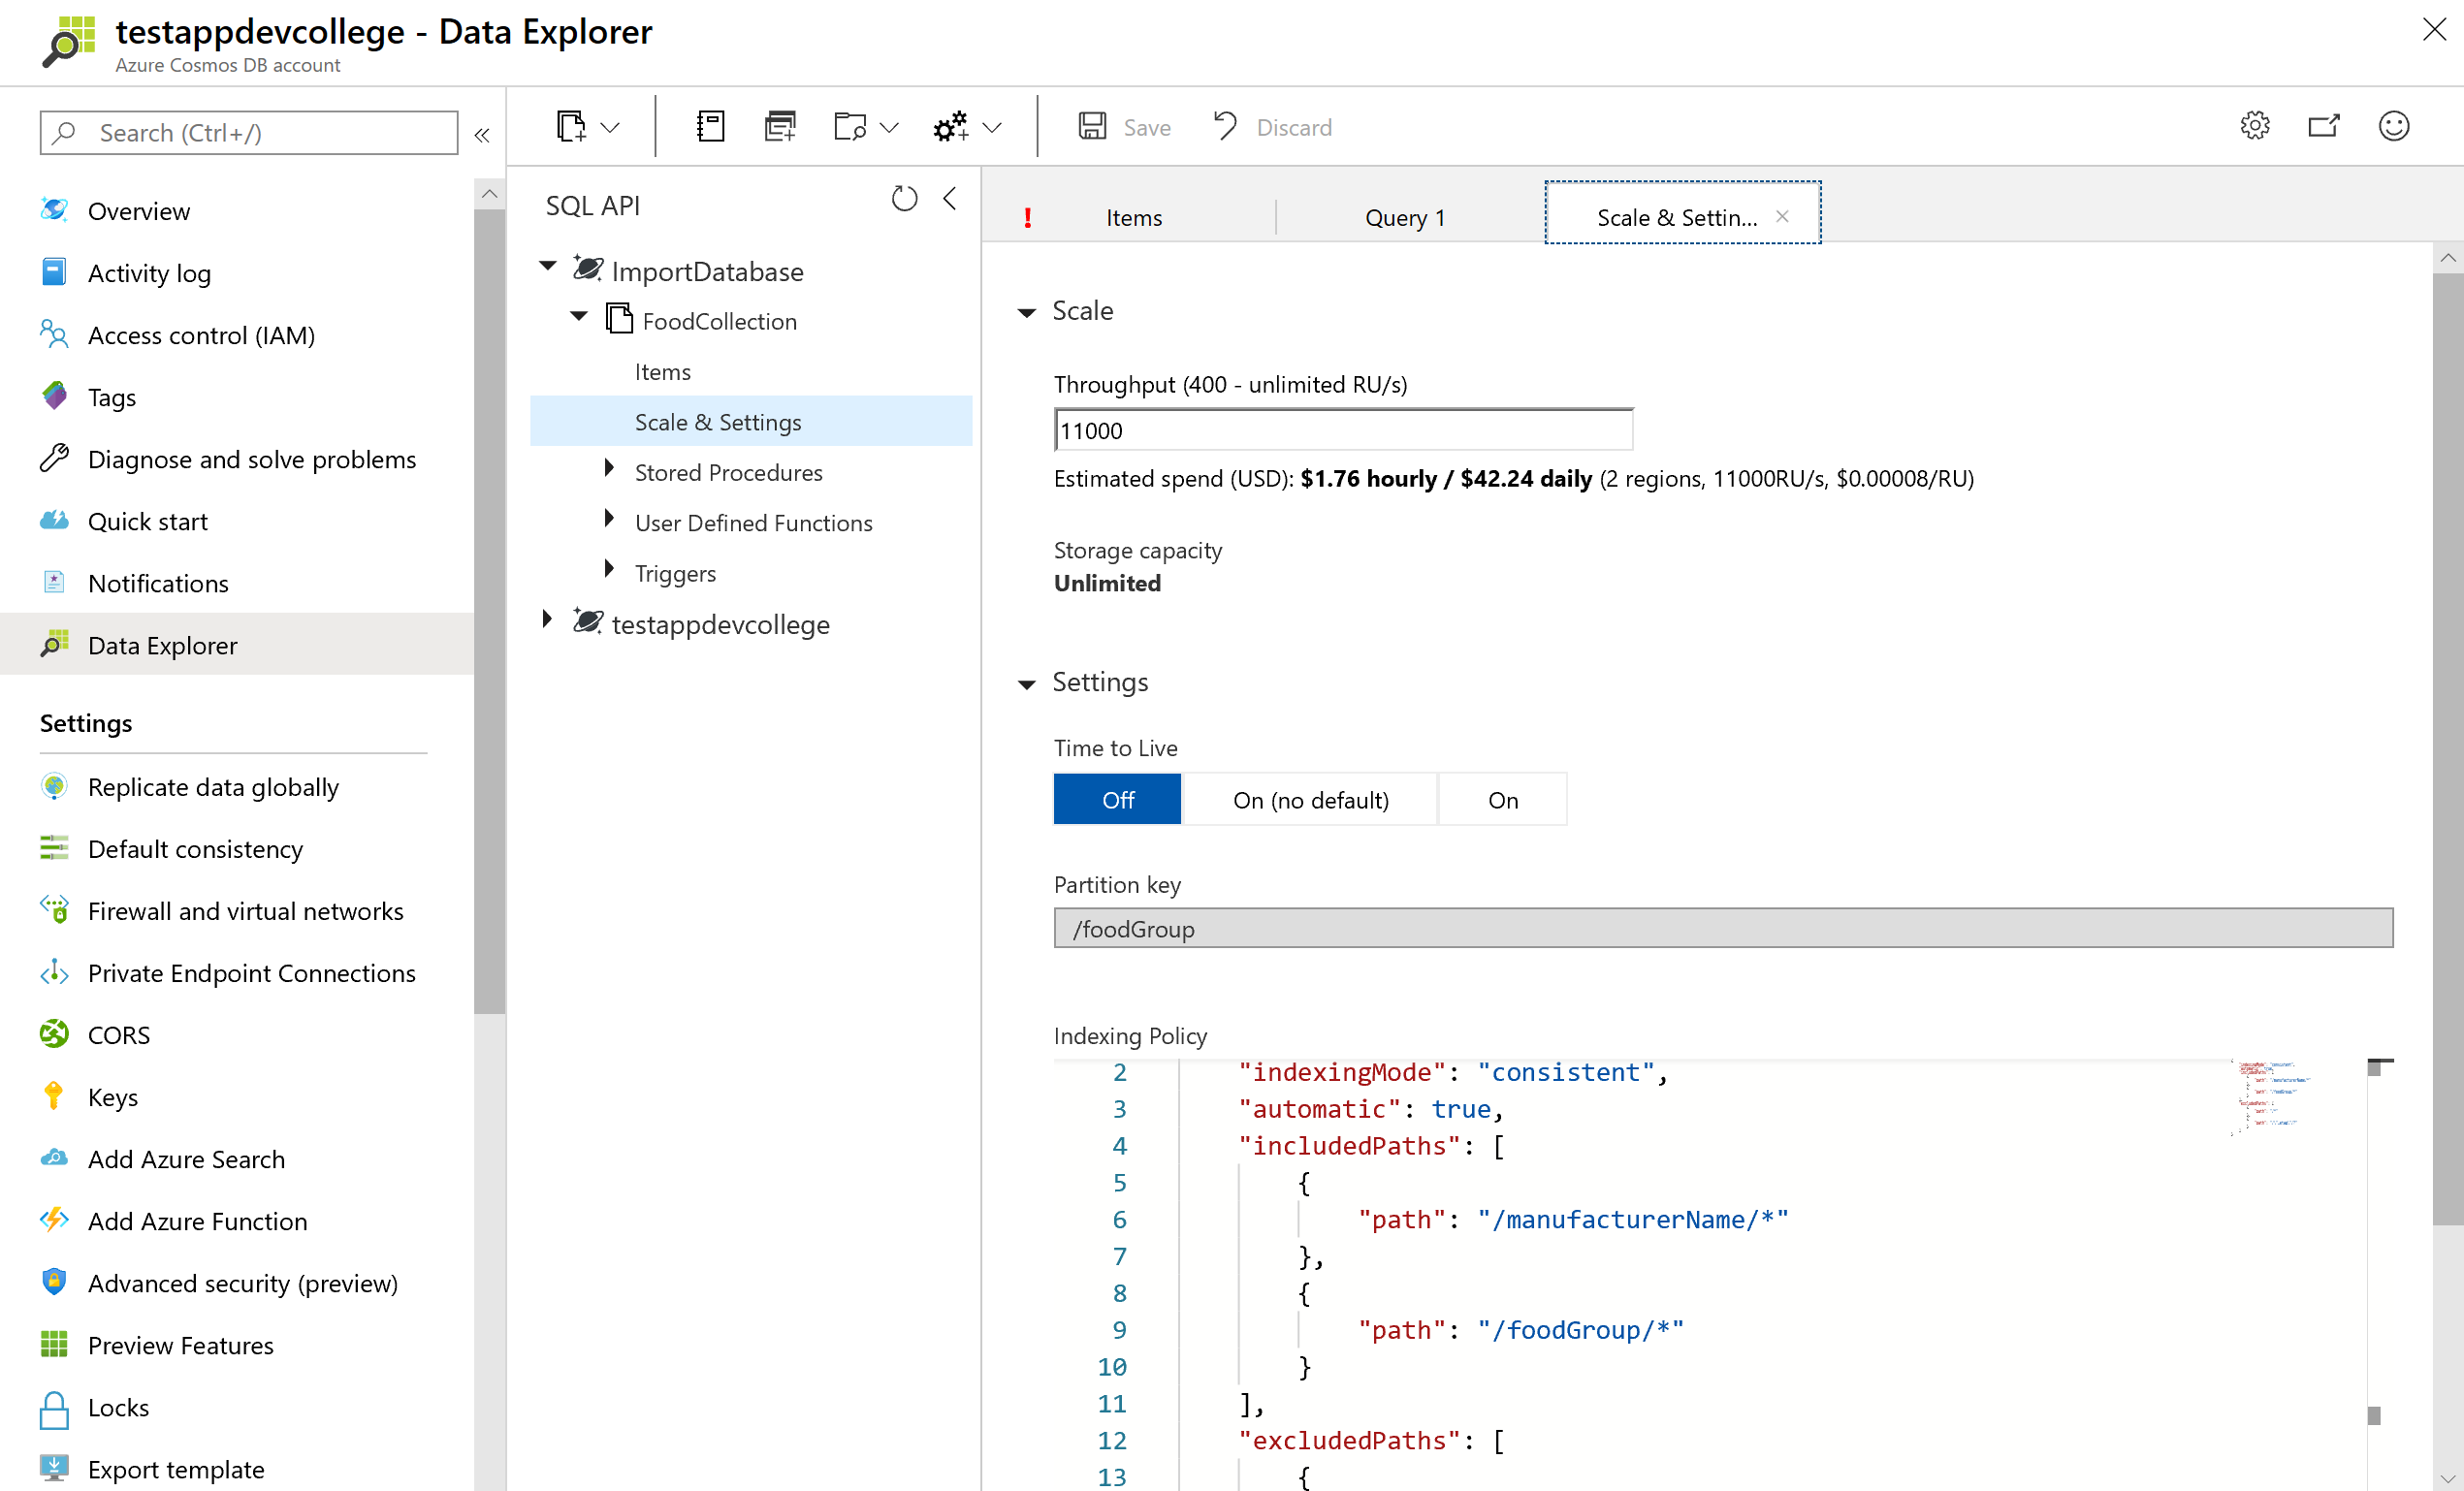 testappdevcollege - Data Explorer
Azure Cosmos DB account
Search (Ctrl+/)
«
Overview
Activity log
Access control (IAM)
Tags
Diagnose and solve problems
Quick start
Notifications
Data Explorer
Settings
Replicate data globally
Default consistency
Firewall and virtual networks
Private Endpoint Connections
CORS
Keys
Add Azure Search
Add Azure Function
Advanced security (preview)
Preview Features
Locks
Export template
Save
Discard
SQL API
ImportDatabase
FoodCollection
Items
Scale & Settings
Stored Procedures
User Defined Functions
Triggers
testappdevcollege
! Items
Query 1
Scale & Settin...
Scale
Throughput (400 - unlimited RU/s)
11000
Estimated spend (USD): $1.76 hourly / $42.24 daily (2 regions, 11000RU/s, $0.00008/RU)
Storage capacity
Unlimited
Settings
Time to Live
Off On (no default) On
Partition key
/foodGroup
Indexing Policy
2 "indexingMode": "consistent",
3 "automatic": true,
4 "includedPaths": [
5 {
6 "path": "/manufacturerName/*"
7 },
8 {
9 "path": "/foodGroup/*"
10 }
11 ],
12 "excludedPaths": [
13 {